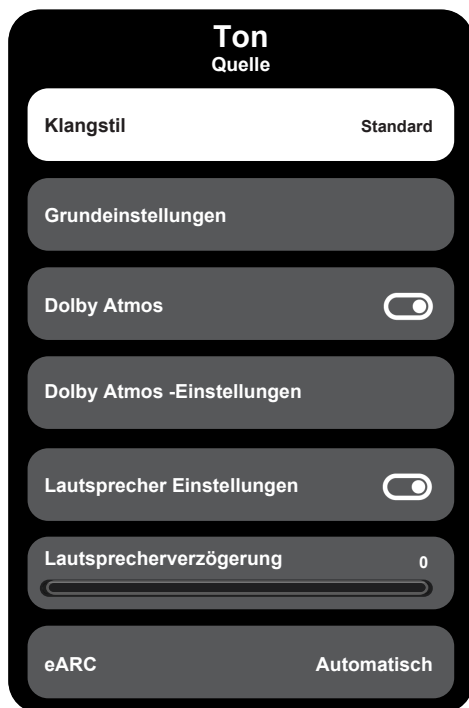 Ton
Quelle
Klangstil Standard
Grundeinstellungen
Dolby Atmos
Dolby Atmos -Einstellungen
Lautsprecher Einstellungen
Lautsprecherverzögerung 0
eARC Automatisch